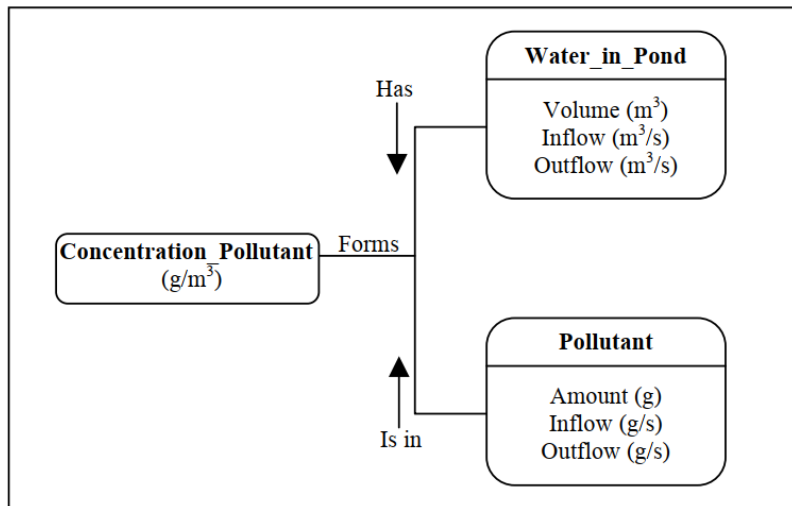 Water_in_Pond
Has
Volume (m³)
Inflow (m³/s)
Outflow (m³/s)
Concentration_Pollutant
(g/m³)
Forms
Pollutant
Amount (g)
Inflow (g/s)
Outflow (g/s)
Is in